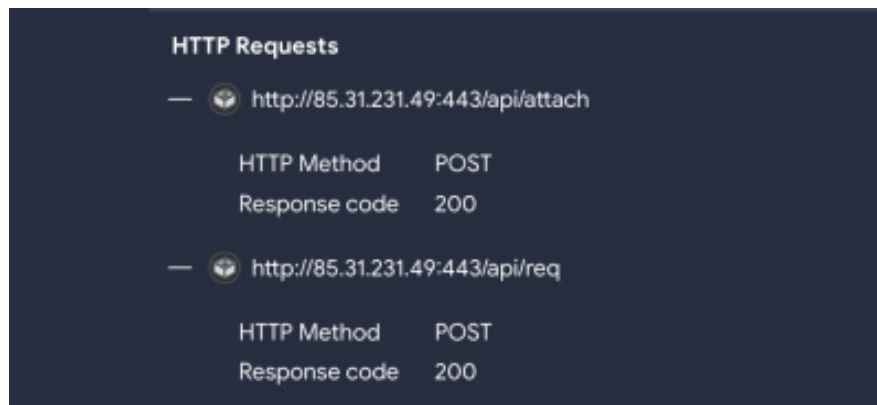 HTTP Requests
— http://85.31.231.49:443/api/attach
HTTP Method POST
Response code 200
— http://85.31.231.49:443/api/req
HTTP Method POST
Response code 200